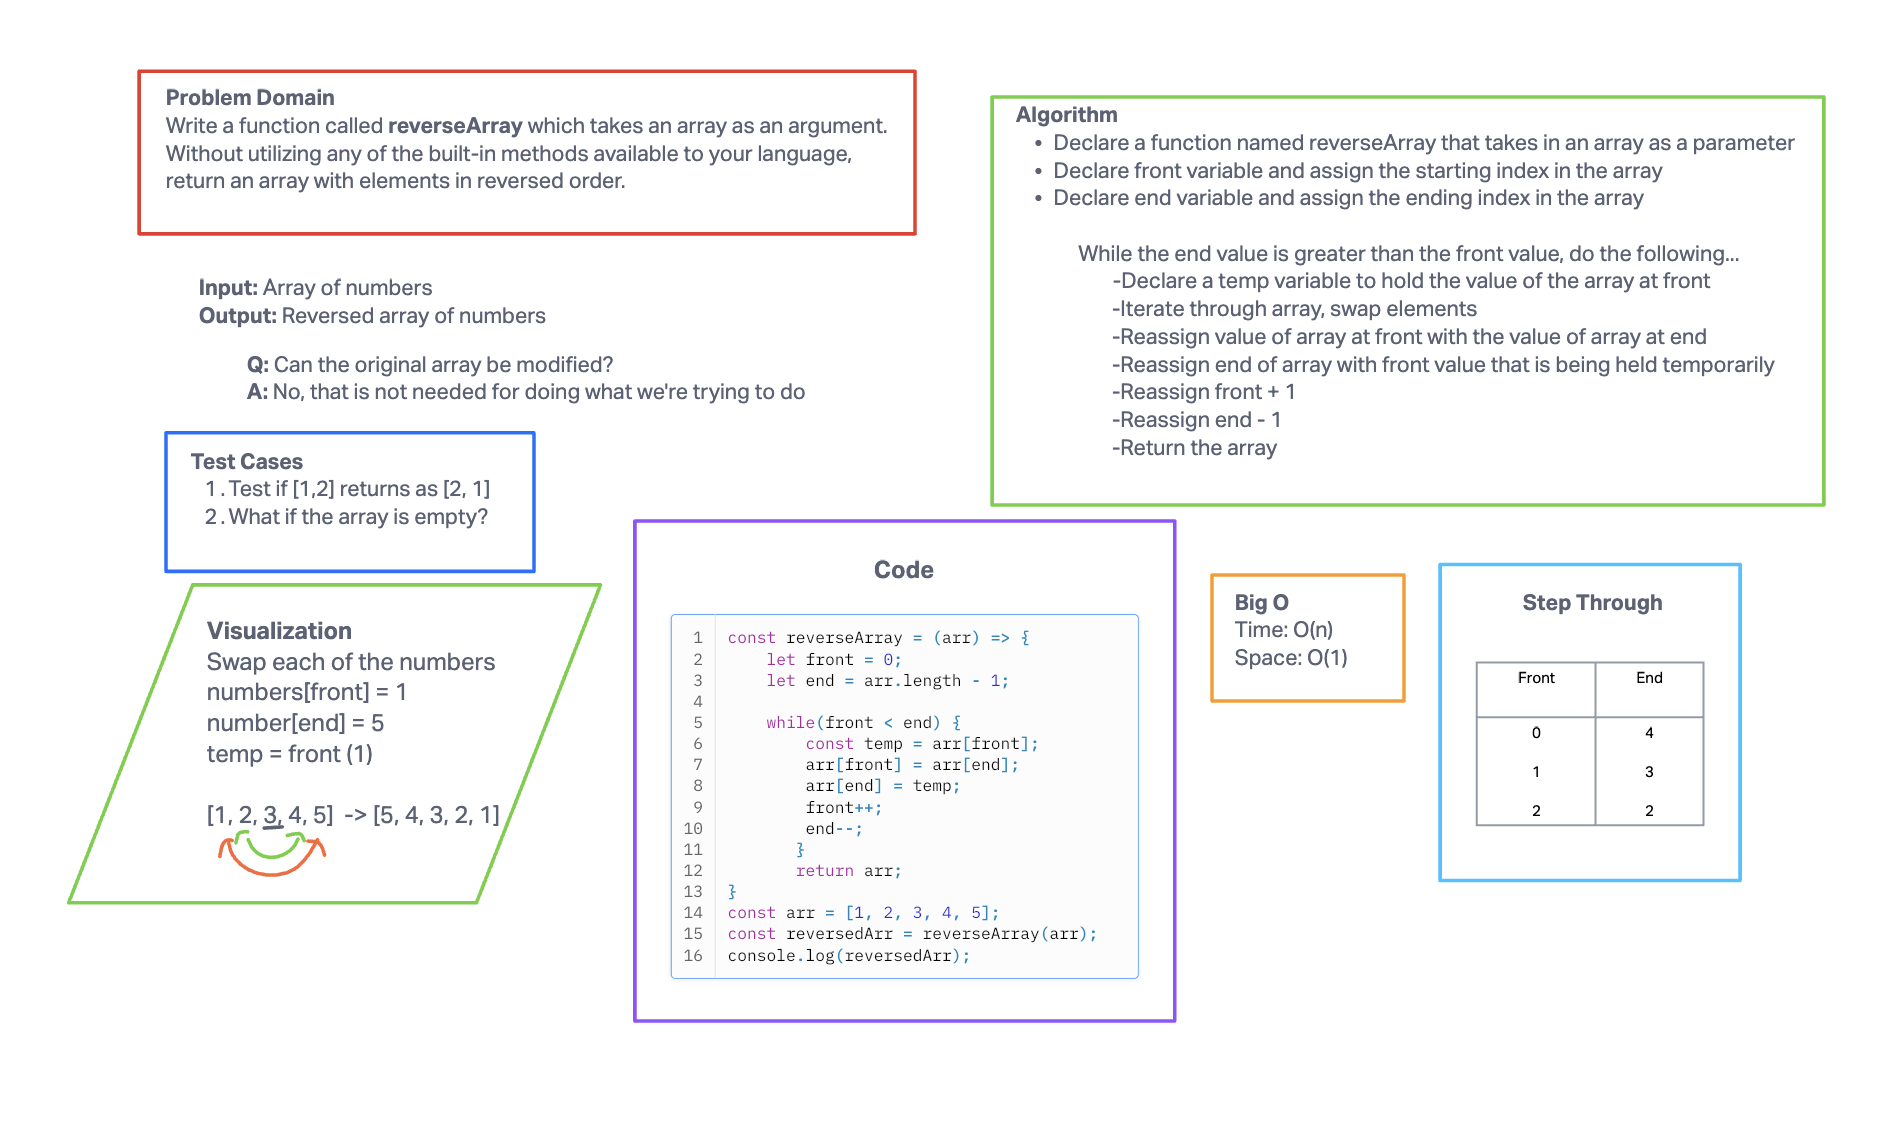 Problem Domain
Write a function called reverseArray which takes an array as an argument.
Without utilizing any of the built-in methods available to your language,
return an array with elements in reversed order.
Input: Array of numbers
Output: Reversed array of numbers
Q: Can the original array be modified?
A: No, that is not needed for doing what we're trying to do
Algorithm
• Declare a function named reverseArray that takes in an array as a parameter
• Declare front variable and assign the starting index in the array
• Declare end variable and assign the ending index in the array
While the end value is greater than the front value, do the following...
-Declare a temp variable to hold the value of the array at front
-Iterate through array, swap elements
-Reassign value of array at front with the value of array at end
-Reassign end of array with front value that is being held temporarily
-Reassign front + 1
-Reassign end - 1
-Return the array
Test Cases
1. Test if [1,2] returns as [2, 1]
2. What if the array is empty?
Visualization
Swap each of the numbers
numbers[front] = 1
number[end] = 5
temp = front (1)
[1, 2, 3, 4, 5] -> [5, 4, 3, 2, 1]
Code
1 const reverseArray = (arr) => {
2     let front = 0;
3     let end = arr.length - 1;
4
5     while(front < end) {
6         const temp = arr[front];
7         arr[front] = arr[end];
8         arr[end] = temp;
9         front++;
10         end--;
11        }
12        return arr;
13 }
14 const arr = [1, 2, 3, 4, 5];
15 const reversedArr = reverseArray(arr);
16 console.log(reversedArr);
Big O
Time: O(n)
Space: O(1)
Step Through
Front End
0 4
1 3
2 2